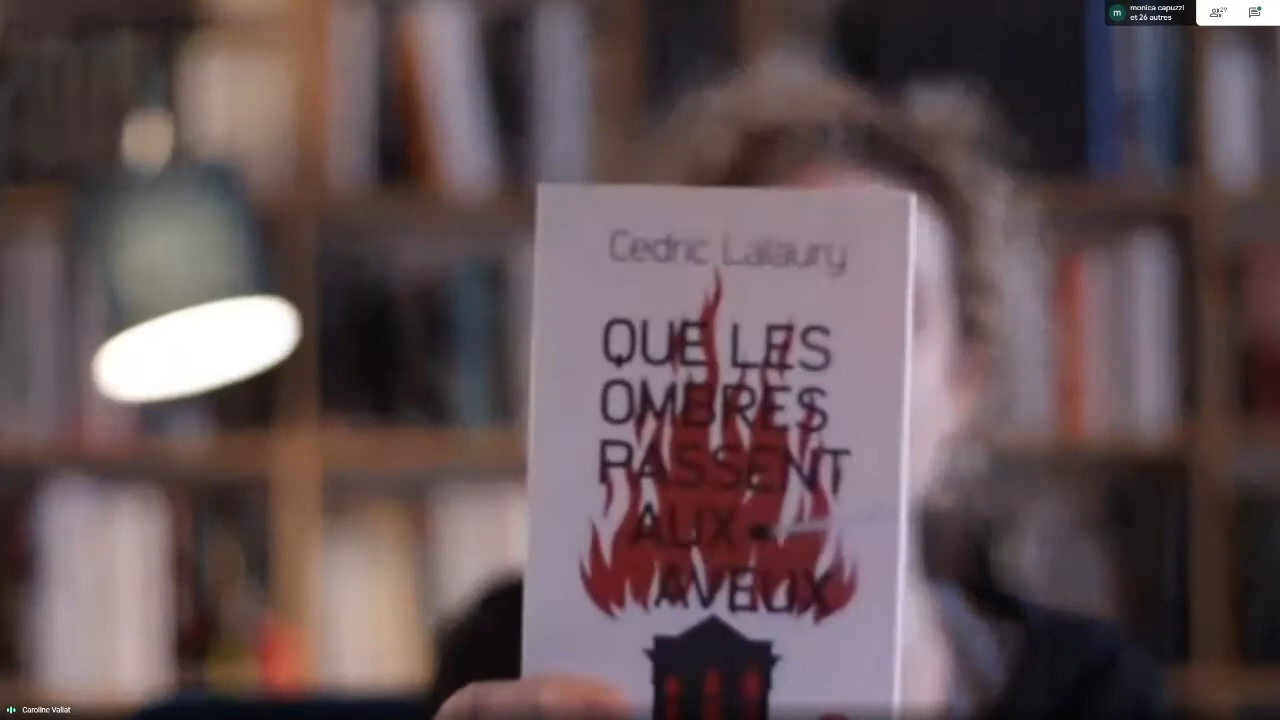 monica capuzzi
et 26 autres
29
m
Cedric Lalaury
QUE LES
OMBRES
PASSENT
AUX
AVEUX
Caroline Vallat